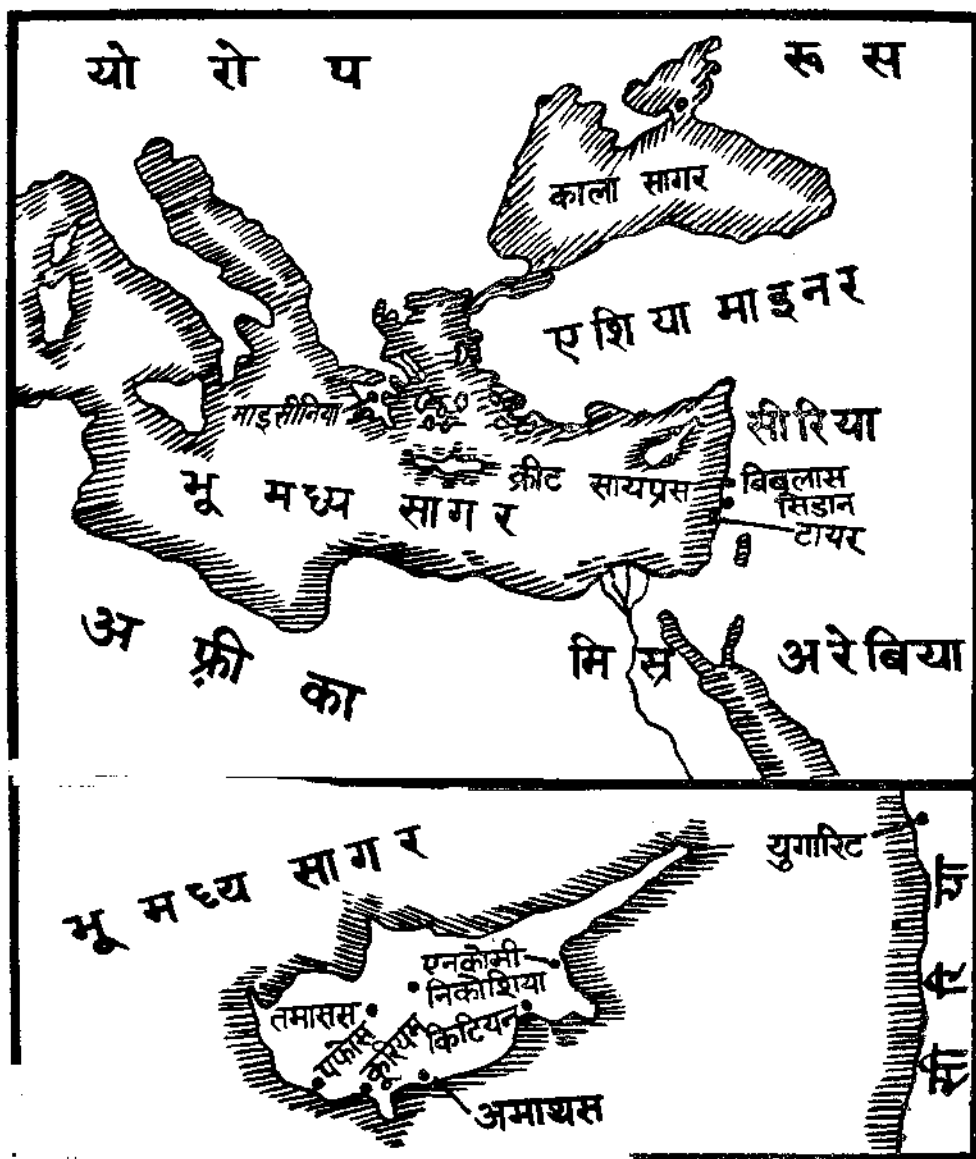 योरोप
रूस
काला सागर
एशिया माइनर
माइसीनिया
सीरिया
क्रीट
सायप्रस
बिबलास
सिडान
टायर
भूमध्य सागर
अफ़्रीका
मिस्र
अरेबिया
भूमध्य सागर
युगारिट
सीरिया
एनकोमी
निकोशिया
तमासस
पफोस
कूरियम
किटियन
अमाथस